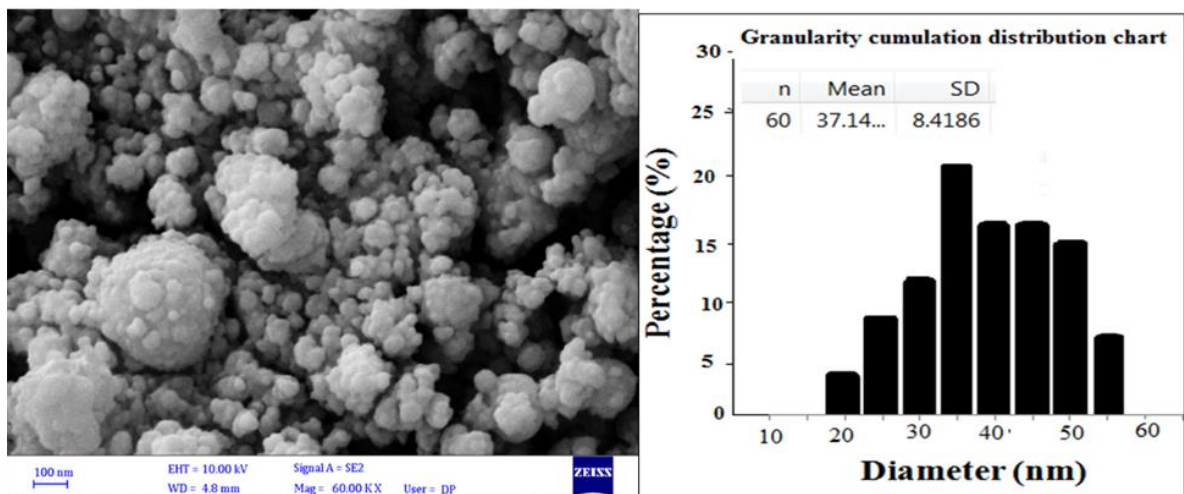 100 nm
EHT = 10.00 kV
Signal A = SE2
ZEISS
WD = 4.8 mm
Mag = 60.00 K X
User = DP
Granularity cumulation distribution chart
n Mean SD
60 37.14... 8.4186
Percentage (%)
30
25
20
15
10
5
0
10 20 30 40 50 60
Diameter (nm)